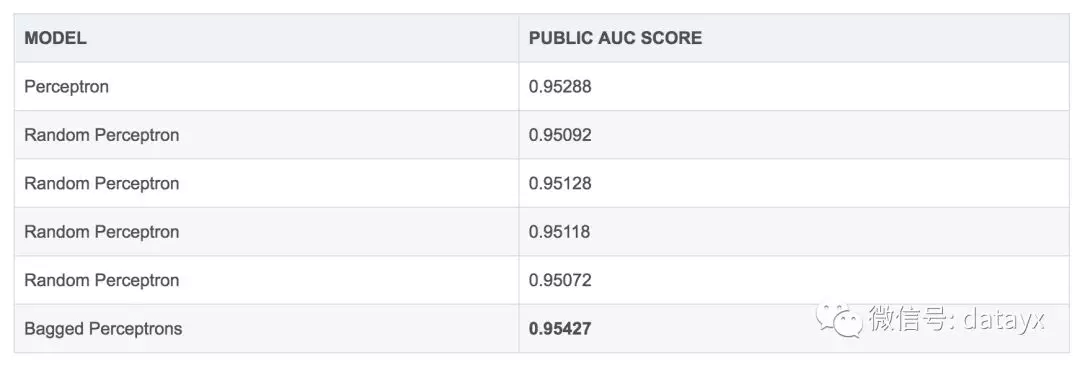 MODEL PUBLIC AUC SCORE
Perceptron 0.95288
Random Perceptron 0.95092
Random Perceptron 0.95128
Random Perceptron 0.95118
Random Perceptron 0.95072
Bagged Perceptrons 0.95427
微信号: datayx